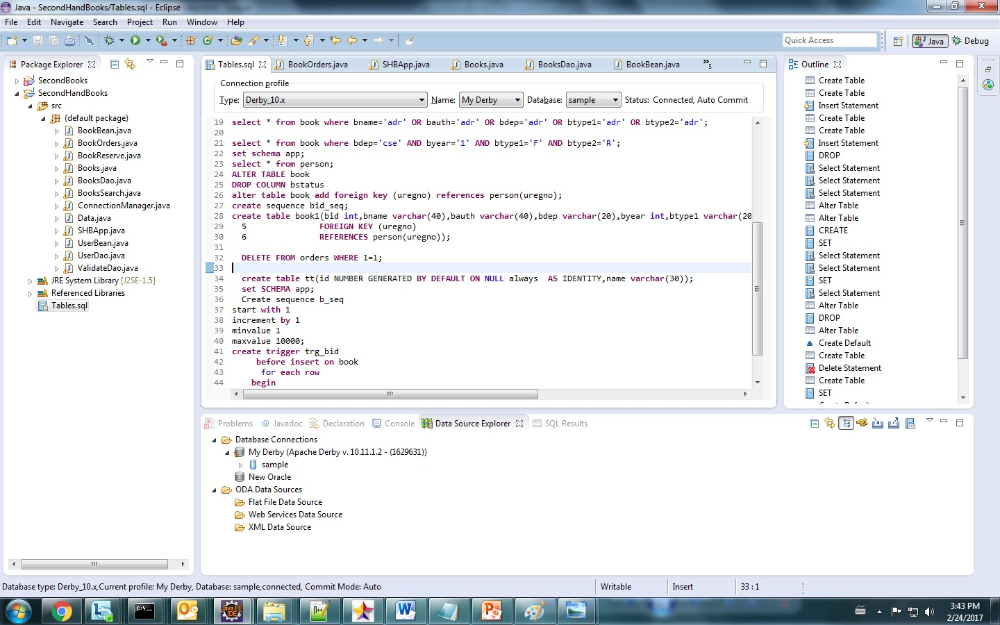 Java - SecondHandBooks/Tables.sql - Eclipse
File Edit Navigate Search Project Run Window Help
Quick Access
Java Debug
Package Explorer
SecondBooks
SecondHandBooks
src
(default package)
BookBean.java
BookOrders.java
BookReserve.java
Books.java
BooksDao.java
BooksSearch.java
ConnectionManager.java
Data.java
SHBApp.java
UserBean.java
UserDao.java
ValidateDao.java
JRE System Library [J2SE-1.5]
Referenced Libraries
Tables.sql
Tables.sql BookOrders.java SHBApp.java Books.java BooksDao.java BookBean.java »5
Connection profile
Type: Derby_10.x Name: My Derby Database: sample Status: Connected, Auto Commit
19 select * from book where bname='adr' OR bauth='adr' OR bdep='adr' OR btype1='adr' OR btype2='adr';
20
21 select * from book where bdep='cse' AND byear='1' AND btype1='F' AND btype2='R';
22 set schema app;
23 select * from person;
24 ALTER TABLE book
25 DROP COLUMN bstatus
26 alter table book add foreign key (uregno) references person(uregno);
27 create sequence bid_seq;
28 create table book1(bid int,bname varchar(40),bauth varchar(40),bdep varchar(20),byear int,btype1 varchar(20
29 5 FOREIGN KEY (uregno)
30 6 REFERENCES person(uregno));
31
32 DELETE FROM orders WHERE 1=1;
33
34 create table tt(id NUMBER GENERATED BY DEFAULT ON NULL always AS IDENTITY,name varchar(30));
35 set SCHEMA app;
36 Create sequence b_seq
37 start with 1
38 increment by 1
39 minvalue 1
40 maxvalue 10000;
41 create trigger trg_bid
42 before insert on book
43 for each row
44 begin
Outline
Create Table
Create Table
Insert Statement
Create Table
Create Table
Insert Statement
DROP
Select Statement
Select Statement
Select Statement
Alter Table
Alter Table
CREATE
SET
Select Statement
Select Statement
SET
Select Statement
Alter Table
DROP
Alter Table
Create Default
Create Table
Delete Statement
Create Table
SET
Problems @ Javadoc Declaration Console Data Source Explorer SQL Results
Database Connections
My Derby (Apache Derby v. 10.11.1.2 - (1629631))
sample
New Oracle
ODA Data Sources
Flat File Data Source
Web Services Data Source
XML Data Source
Database type: Derby_10.x,Current profile: My Derby, Database: sample,connected, Commit Mode: Auto
Writable Insert 33 : 1
Java EE
IDE
3:43 PM
2/24/2017